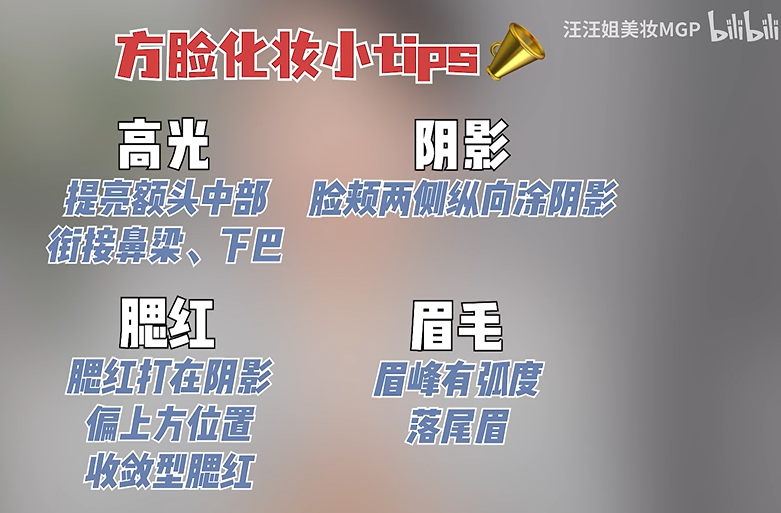 汪汪姐美妆MGP bilibili
方脸化妆小tips
高光
提亮额头中部
衔接鼻梁、下巴
阴影
脸颊两侧纵向涂阴影
腮红
腮红打在阴影
偏上方位置
收敛型腮红
眉毛
眉峰有弧度
落尾眉